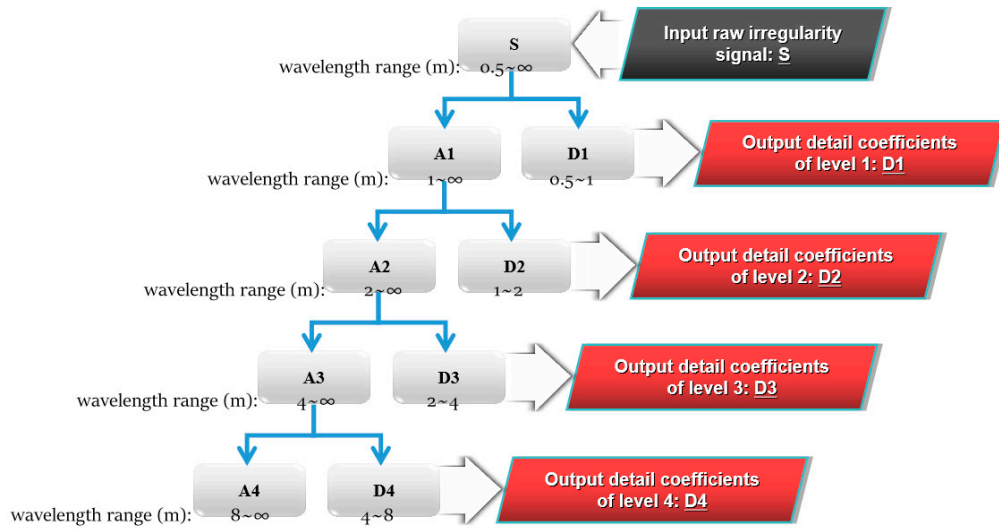 S
Input raw irregularity
signal: S
wavelength range (m): 0.5~∞
A1
D1
Output detail coefficients
of level 1: D1
wavelength range (m): 1~∞ 0.5~1
A2
D2
Output detail coefficients
of level 2: D2
wavelength range (m): 2~∞ 1~2
A3
D3
Output detail coefficients
of level 3: D3
wavelength range (m): 4~∞ 2~4
A4
D4
Output detail coefficients
of level 4: D4
wavelength range (m): 8~∞ 4~8